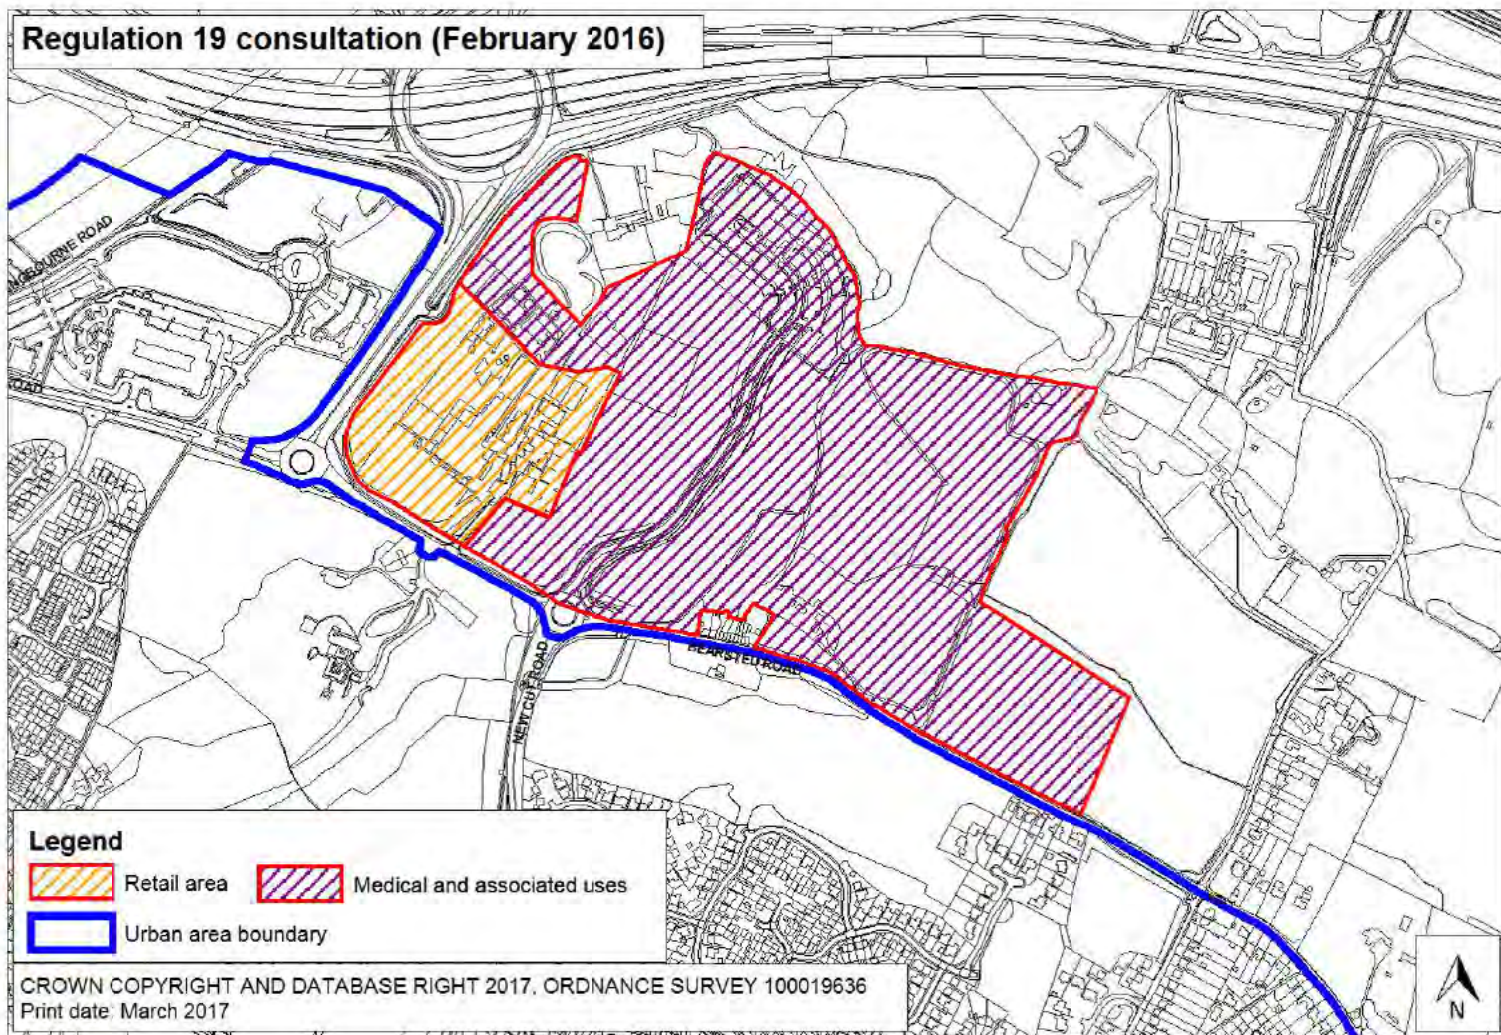 Regulation 19 consultation (February 2016)
ROAD
BEARSTED ROAD
NEW CUT ROAD
Legend
Retail area
Medical and associated uses
Urban area boundary
CROWN COPYRIGHT AND DATABASE RIGHT 2017. ORDNANCE SURVEY 100019636
Print date: March 2017
N